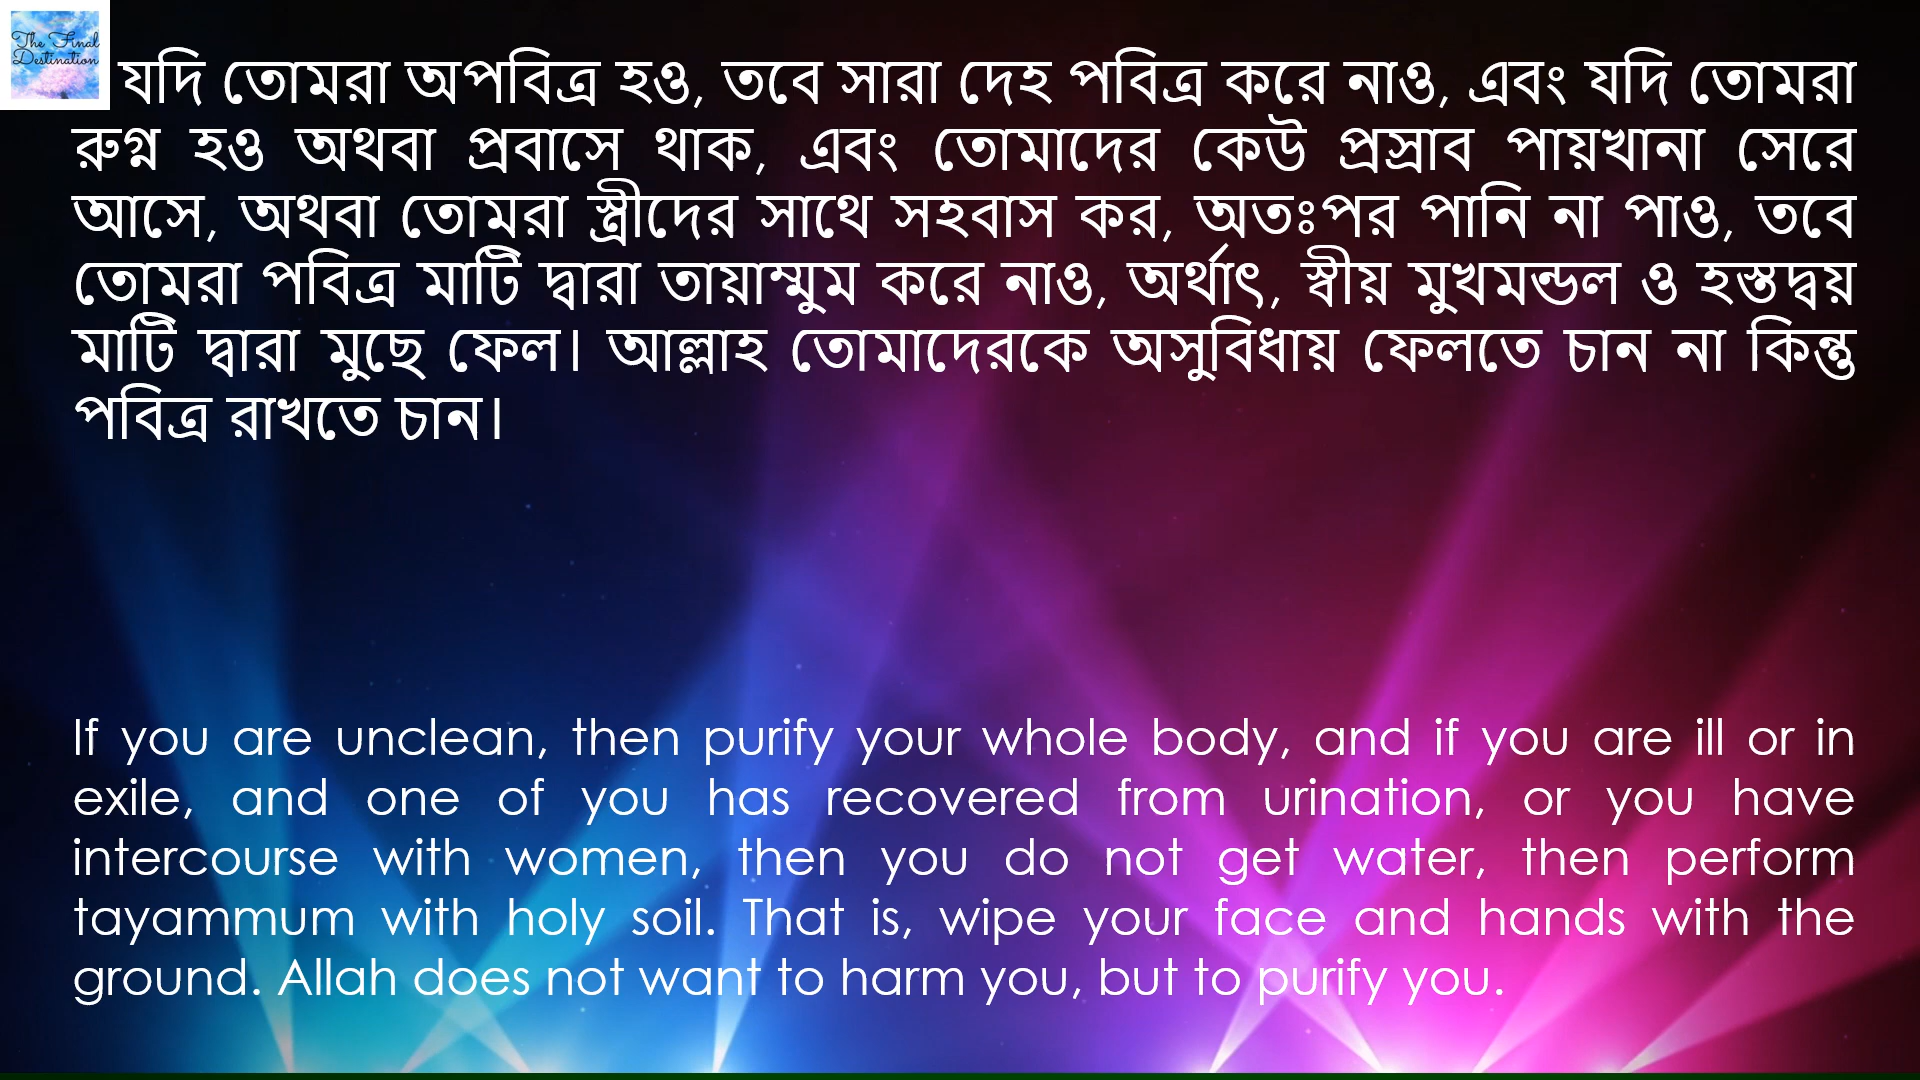 The Final
Destination
যদি তোমরা অপবিত্র হও, তবে সারা দেহ পবিত্র করে নাও, এবং যদি তোমরা
রুগ্ন হও অথবা প্রবাসে থাক, এবং তোমাদের কেউ প্রস্রাব পায়খানা সেরে
আসে, অথবা তোমরা স্ত্রীদের সাথে সহবাস কর, অতঃপর পানি না পাও, তবে
তোমরা পবিত্র মাটি দ্বারা তায়াম্মুম করে নাও, অর্থাৎ, স্বীয় মুখমন্ডল ও হস্তদ্বয়
মাটি দ্বারা মুছে ফেল। আল্লাহ তোমাদেরকে অসুবিধায় ফেলতে চান না কিন্তু
পবিত্র রাখতে চান।
If you are unclean, then purify your whole body, and if you are ill or in
exile, and one of you has recovered from urination, or you have
intercourse with women, then you do not get water, then perform
tayammum with holy soil. That is, wipe your face and hands with the
ground. Allah does not want to harm you, but to purify you.